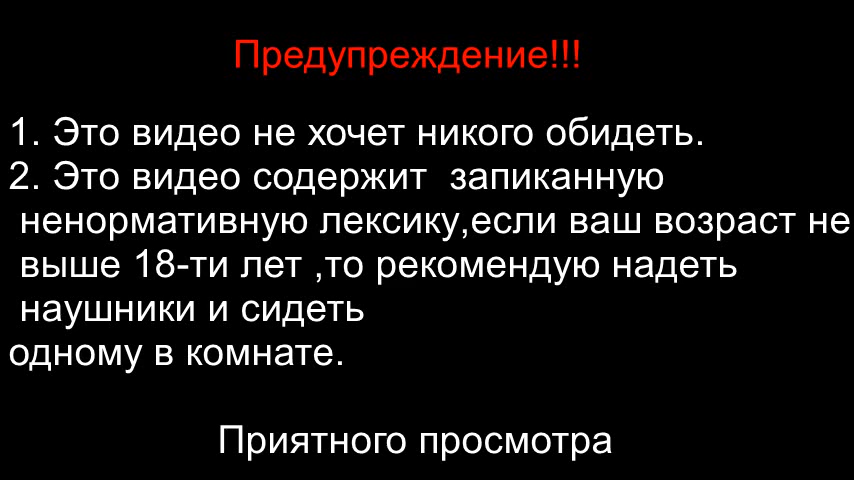 Предупреждение!!!
1. Это видео не хочет никого обидеть.
2. Это видео содержит  запиканную
ненормативную лексику,если ваш возраст не
выше 18-ти лет ,то рекомендую надеть
наушники и сидеть
одному в комнате.
Приятного просмотра